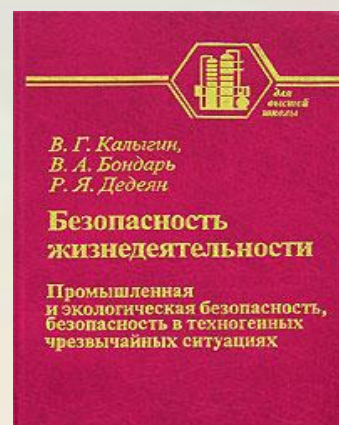 для
высшей
школы
В. Г. Калыгин,
В. А. Бондарь
Р. Я. Дедеян
Безопасность
жизнедеятельности
Промышленная
и экологическая безопасность,
безопасность в техногенных
чрезвычайных ситуациях